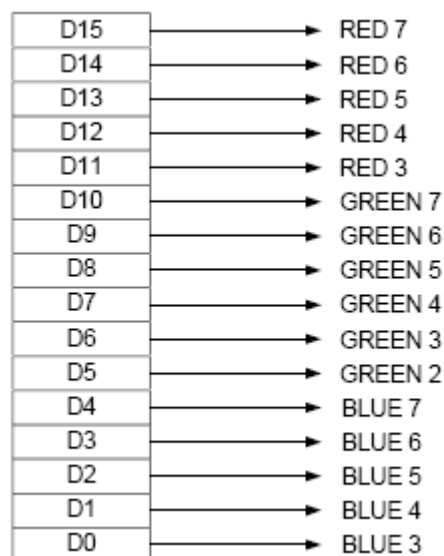 D15 RED 7
D14 RED 6
D13 RED 5
D12 RED 4
D11 RED 3
D10 GREEN 7
D9 GREEN 6
D8 GREEN 5
D7 GREEN 4
D6 GREEN 3
D5 GREEN 2
D4 BLUE 7
D3 BLUE 6
D2 BLUE 5
D1 BLUE 4
D0 BLUE 3